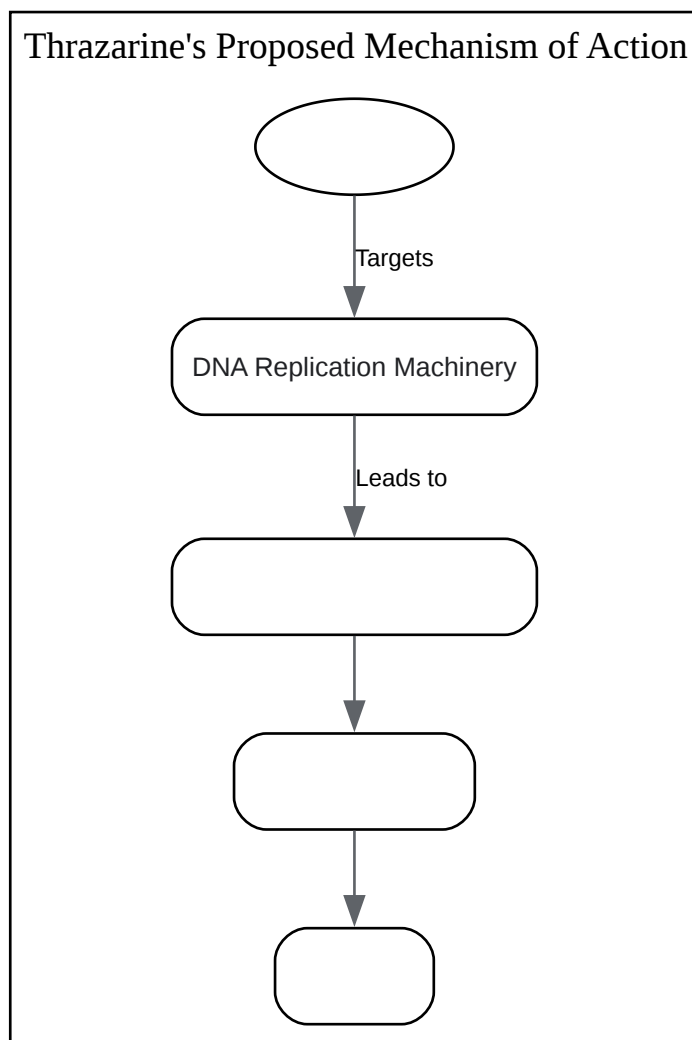 Thrazarine's Proposed Mechanism of Action
Targets
DNA Replication Machinery
Leads to